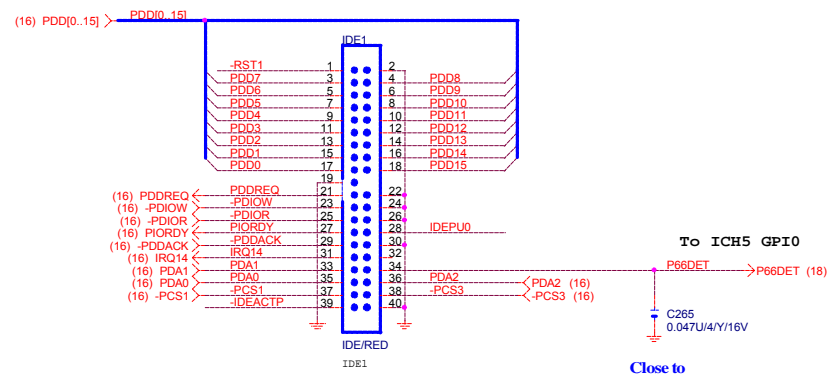 (16) PDD[0..15] PDD[0..15]
IDE1
-RST1 1 2
PDD7 3 4 PDD8
PDD6 5 6 PDD9
PDD5 7 8 PDD10
PDD4 9 10 PDD11
PDD3 11 12 PDD12
PDD2 13 14 PDD13
PDD1 15 16 PDD14
PDD0 17 18 PDD15
19
(16) PDDREQ PDDREQ 21 22
(16) -PDIOW -PDIOW 23 24
(16) -PDIOR -PDIOR 25 26
(16) PIORDY PIORDY 27 28 IDEPU0
(16) -PDDACK -PDDACK 29 30
(16) IRQ14 IRQ14 31 32
To ICH5 GPI0
(16) PDA1 PDA1 33 34 P66DET P66DET (18)
(16) PDA0 PDA0 35 36 PDA2 PDA2 (16)
(16) -PCS1 -PCS1 37 38 -PCS3 -PCS3 (16)
-IDEACTP 39 40
C265
0.047U/4/Y/16V
IDE/RED
IDE1
Close to